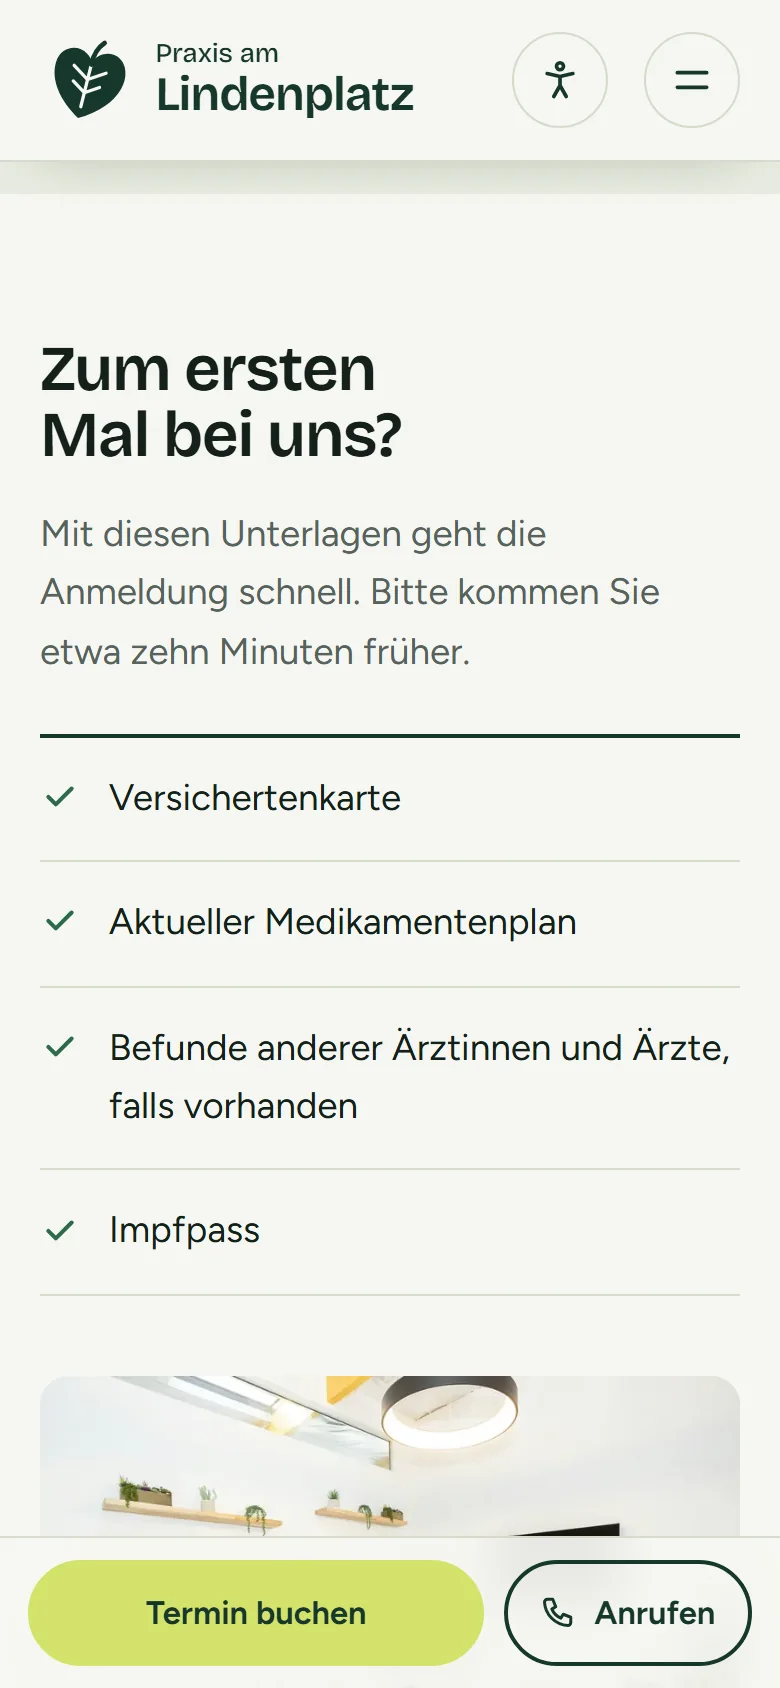 Praxis am
Lindenplatz
Zum ersten
Mal bei uns?
Mit diesen Unterlagen geht die
Anmeldung schnell. Bitte kommen Sie
etwa zehn Minuten früher.
Versichertenkarte
Aktueller Medikamentenplan
Befunde anderer Ärztinnen und Ärzte,
falls vorhanden
Impfpass
Termin buchen
Anrufen